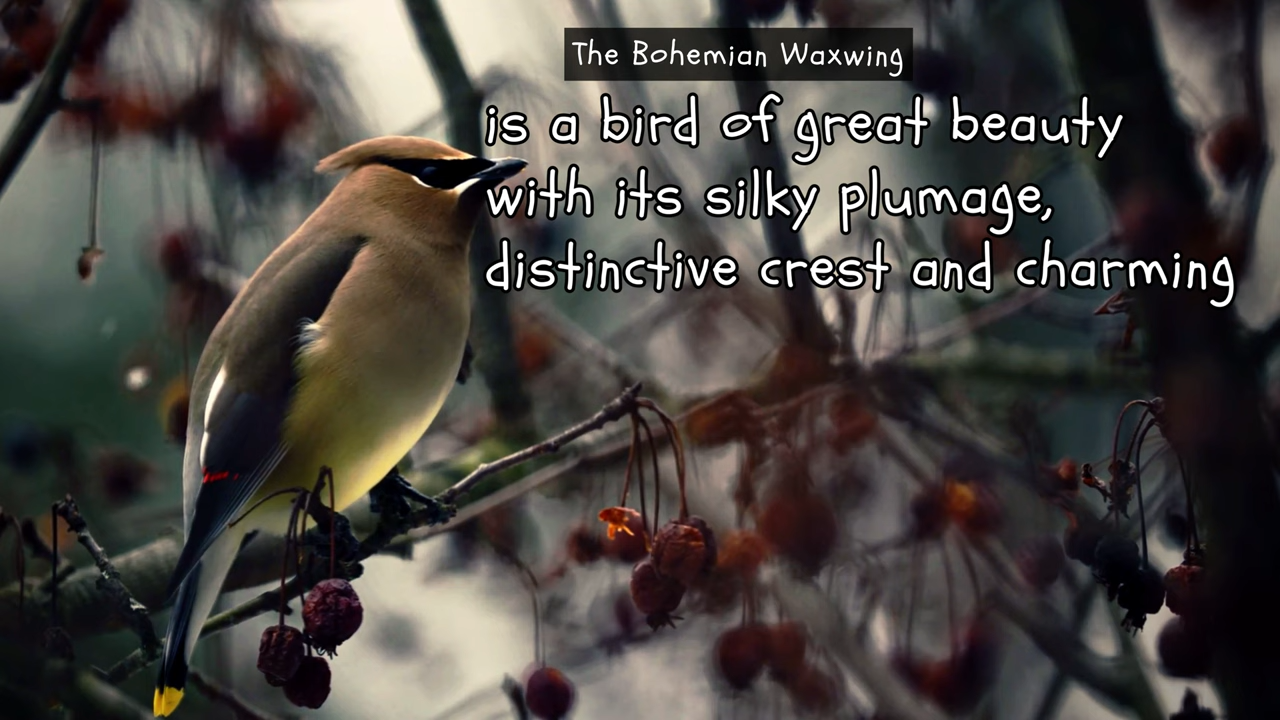 The Bohemian Waxwing
is a bird of great beauty
with its silky plumage,
distinctive crest and charming